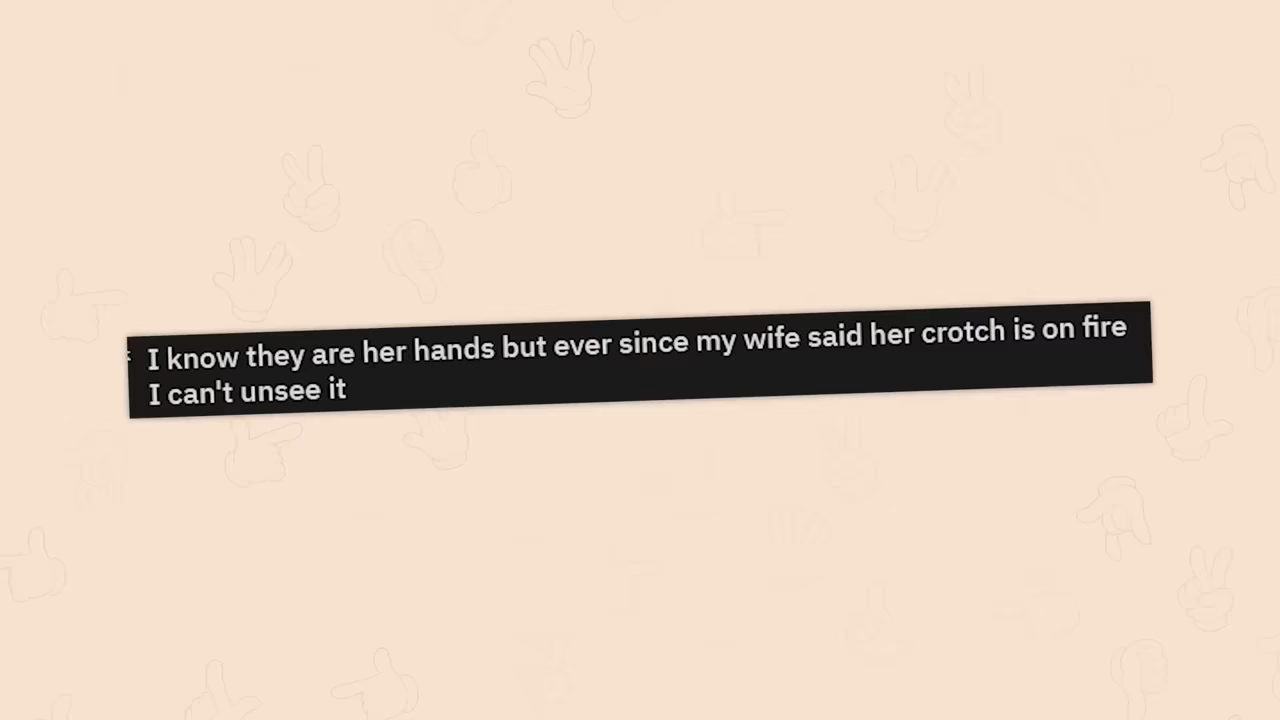 I know they are her hands but ever since my wife said her crotch is on fire
I can't unsee it